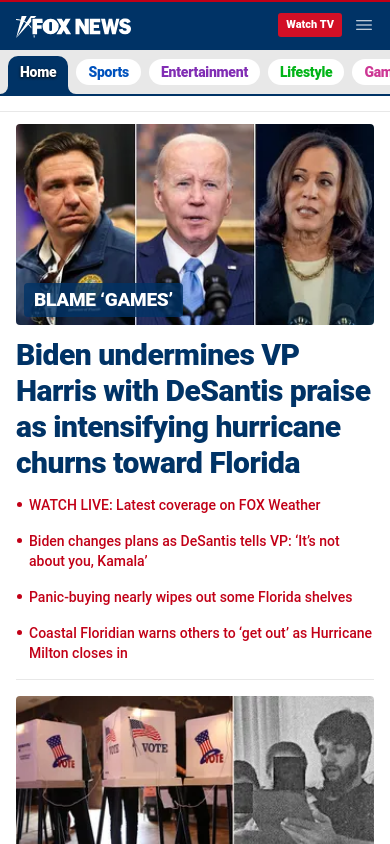 FOX NEWS
Watch TV
Home
Sports
Entertainment
Lifestyle
Gam
BLAME ‘GAMES’
Biden undermines VP
Harris with DeSantis praise
as intensifying hurricane
churns toward Florida
WATCH LIVE: Latest coverage on FOX Weather
Biden changes plans as DeSantis tells VP: ‘It’s not
about you, Kamala’
Panic-buying nearly wipes out some Florida shelves
Coastal Floridian warns others to ‘get out’ as Hurricane
Milton closes in
VOTE
VOTE
VOTE